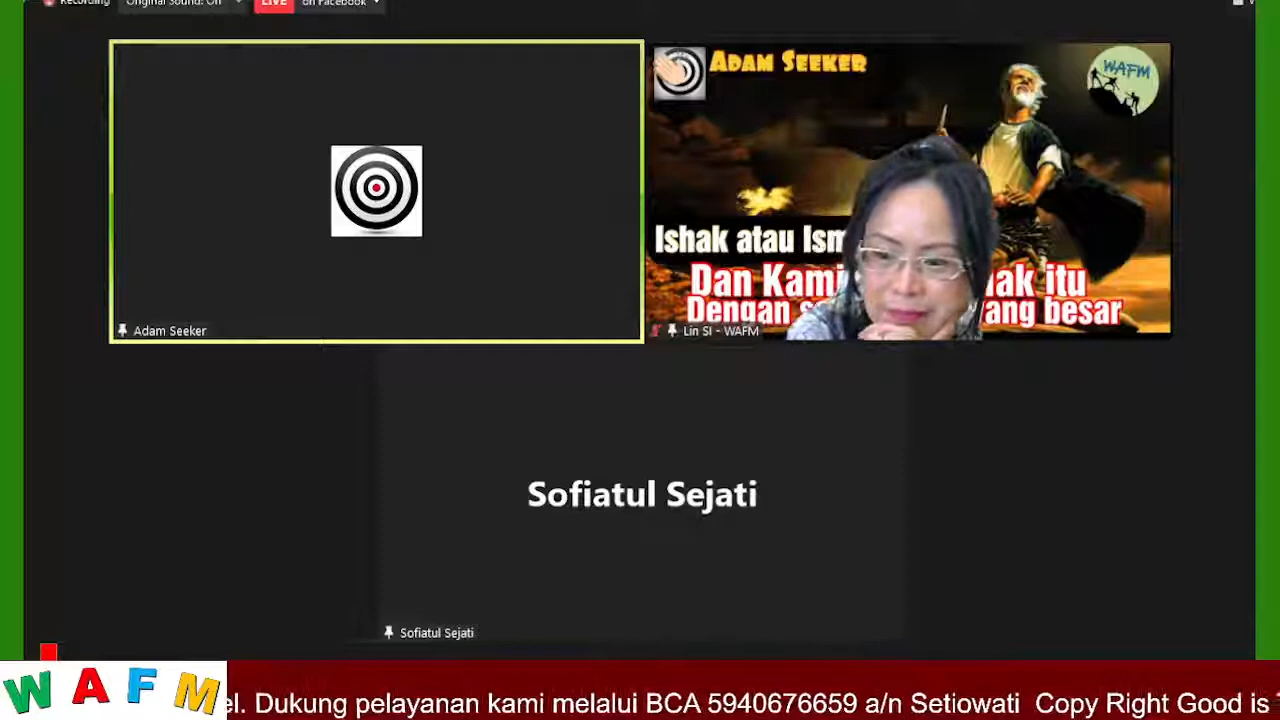 Recording Original Sound: On LIVE on Facebook
ADAM SEEKER
WAFM
Ishak atau Ism
Dan Kami hak itu
Dengan s yang besar
Adam Seeker
Lin SI - WAFM
Sofiatul Sejati
Sofiatul Sejati
WAFM
el. Dukung pelayanan kami melalui BCA 5940676659 a/n Setiowati Copy Right Good is